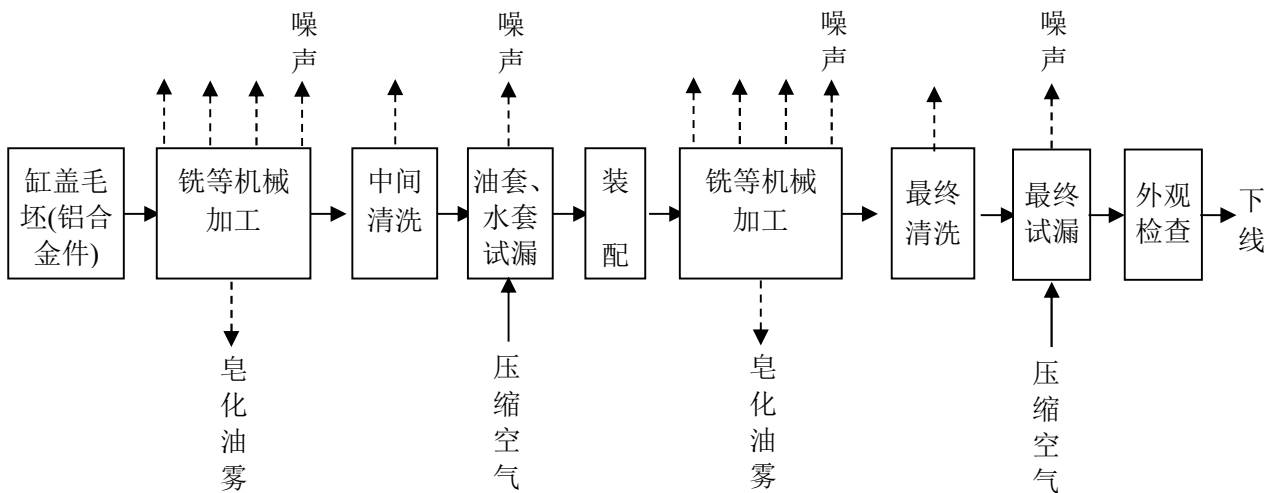 噪声
噪声
噪声
噪声
缸盖毛
坯(铝合
金件)
铣等机械
加工
中间
清洗
油套、
水套
试漏
装
配
铣等机械
加工
最终
清洗
最终
试漏
外观
检查
下
线
皂化油雾
压缩空气
皂化油雾
压缩空气